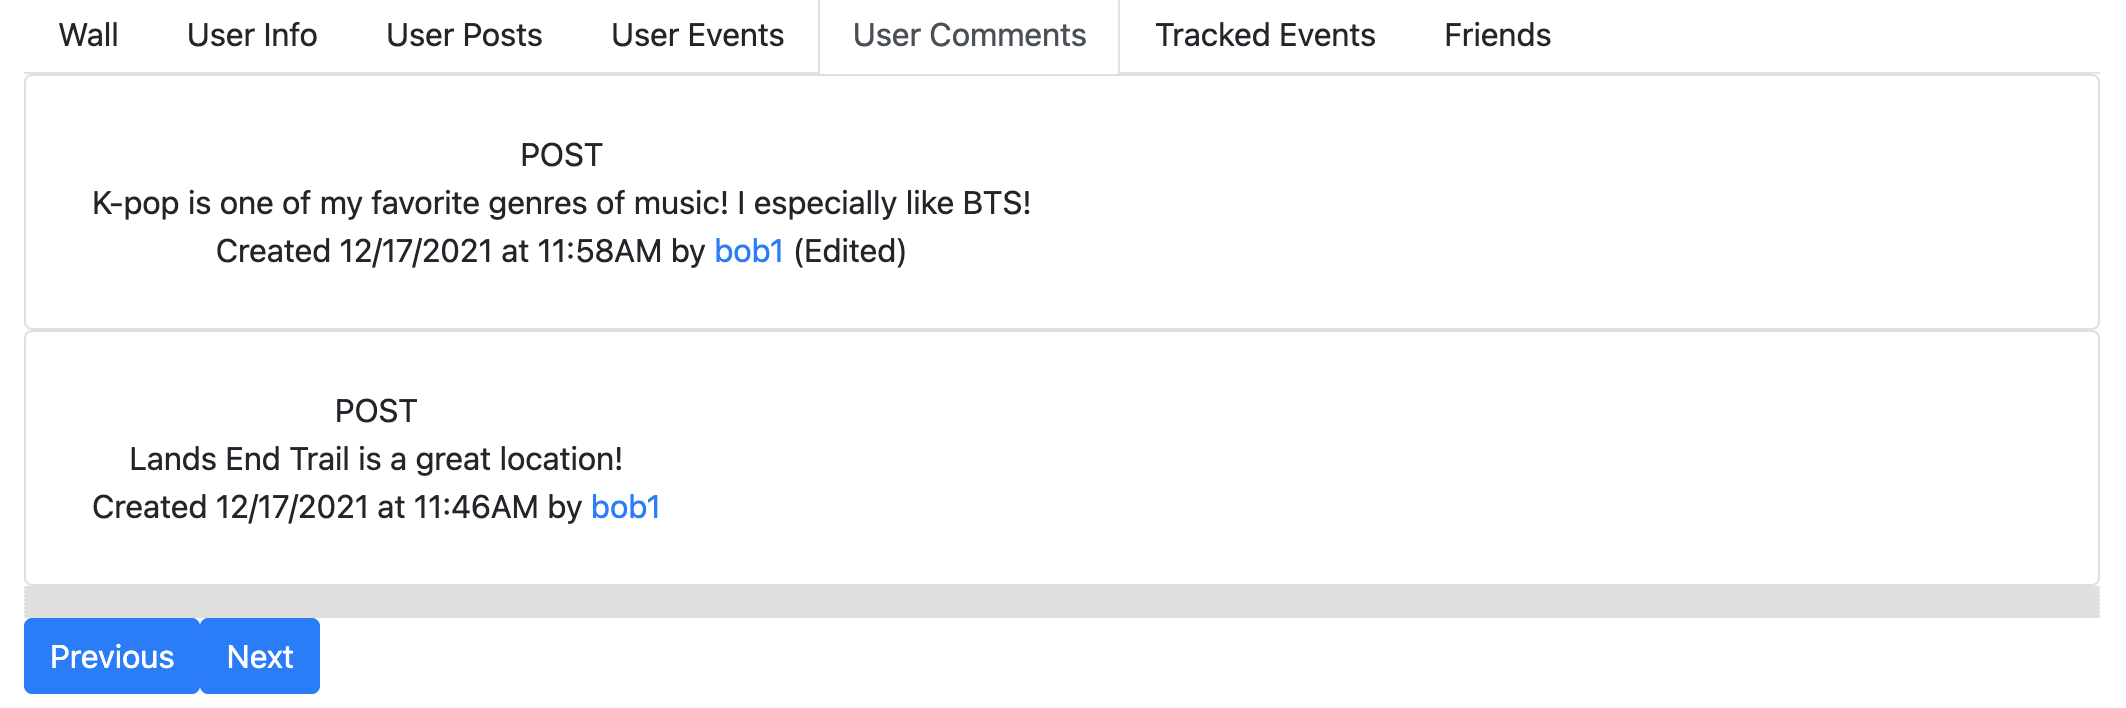 Wall User Info User Posts User Events User Comments Tracked Events Friends
POST
K-pop is one of my favorite genres of music! I especially like BTS!
Created 12/17/2021 at 11:58AM by bob1 (Edited)
POST
Lands End Trail is a great location!
Created 12/17/2021 at 11:46AM by bob1
Previous Next